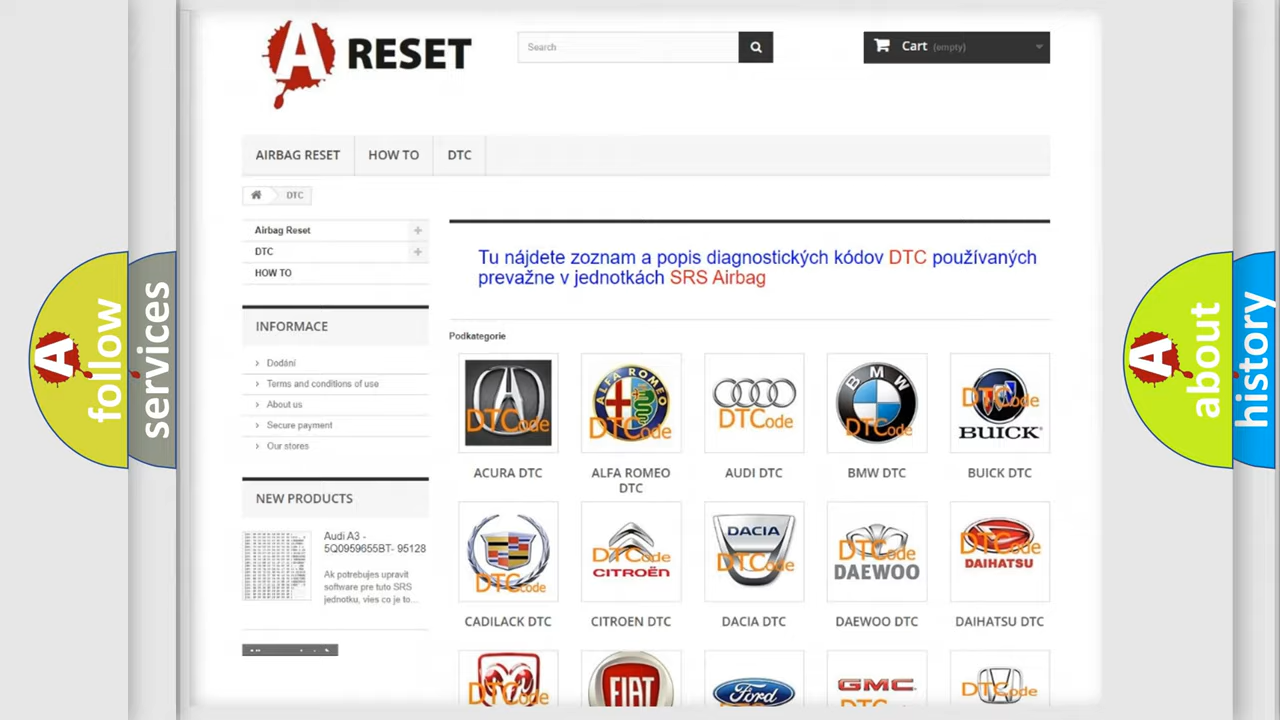 A RESET
Search
Cart (empty)
AIRBAG RESET
HOW TO
DTC
DTC
Airbag Reset
DTC
HOW TO
Tu nájdete zoznam a popis diagnostických kódov DTC používaných
prevažne v jednotkách SRS Airbag
INFORMACE
Dodání
Terms and conditions of use
About us
Secure payment
Our stores
Podkategorie
DTCode
ALFA ROMEO
DTCode
DTCode
BMW
DTCode
DTCode
BUICK
ACURA DTC
ALFA ROMEO
DTC
AUDI DTC
BMW DTC
BUICK DTC
NEW PRODUCTS
Audi A3 -
5Q0959655BT- 95128
Ak potrebujes upravit
software pre tuto SRS
jednotku, vies co je to...
DTCode
DTCode
CITROËN
DACIA
DTCode
DTCode
DAEWOO
DTCode
DAIHATSU
CADILACK DTC
CITROEN DTC
DACIA DTC
DAEWOO DTC
DAIHATSU DTC
DTCode
FIAT
Ford
GMC
DTCode
A
follow
services
A
about
history